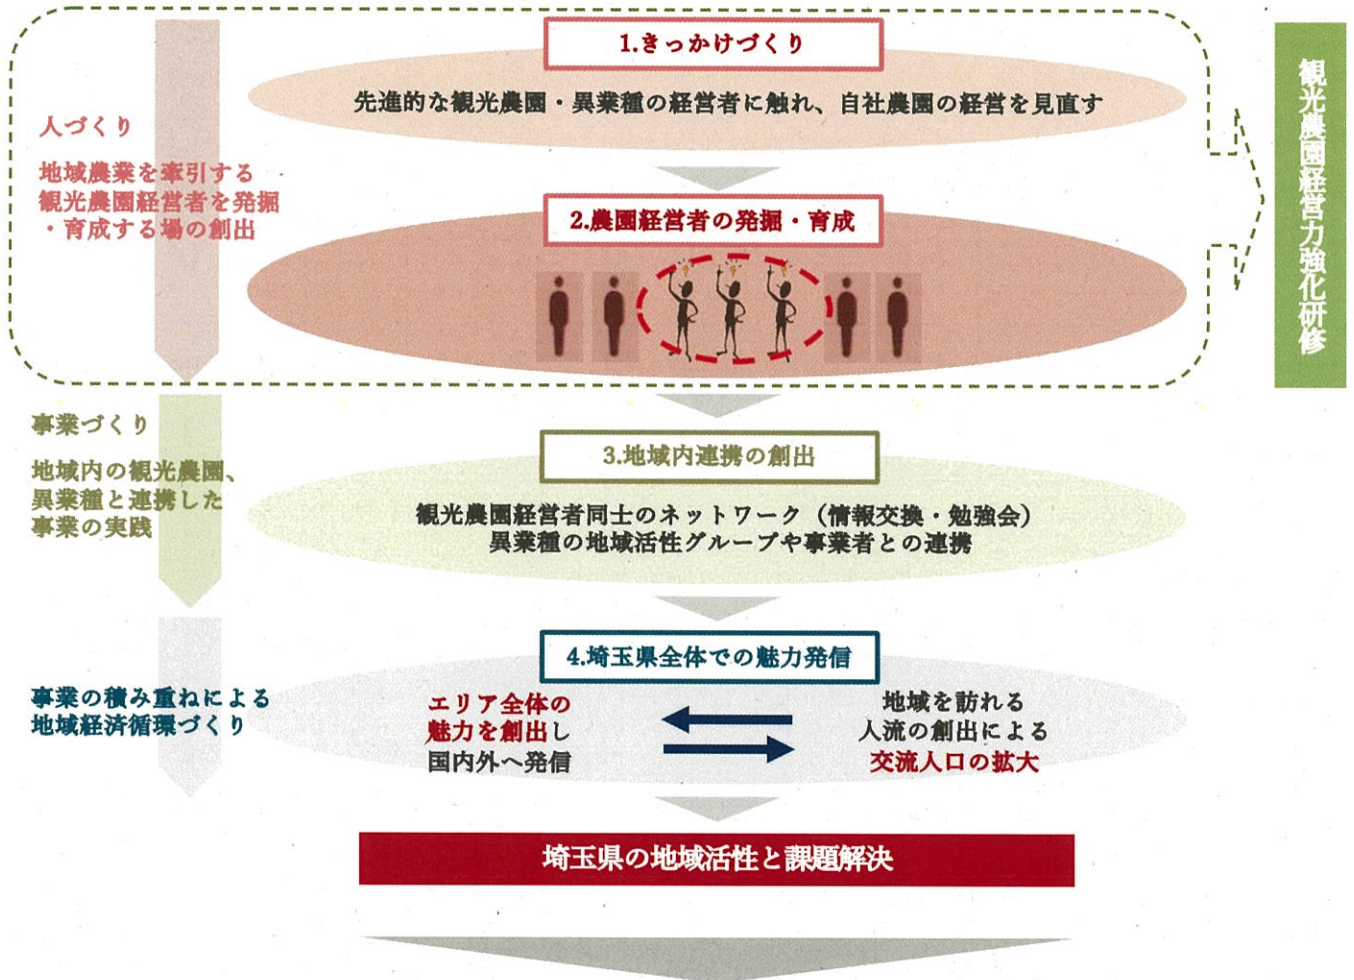 1.きっかけづくり
先進的な観光農園・異業種の経営者に触れ、自社農園の経営を見直す
人づくり
地域農業を牽引する
観光農園経営者を発掘
・育成する場の創出
2.農園経営者の発掘・育成
観光農園経営力強化研修
事業づくり
地域内の観光農園、
異業種と連携した
事業の実践
3.地域内連携の創出
観光農園経営者同士のネットワーク（情報交換・勉強会）
異業種の地域活性グループや事業者との連携
事業の積み重ねによる
地域経済循環づくり
4.埼玉県全体での魅力発信
エリア全体の
魅力を創出し
国内外へ発信
地域を訪れる
人流の創出による
交流人口の拡大
埼玉県の地域活性と課題解決